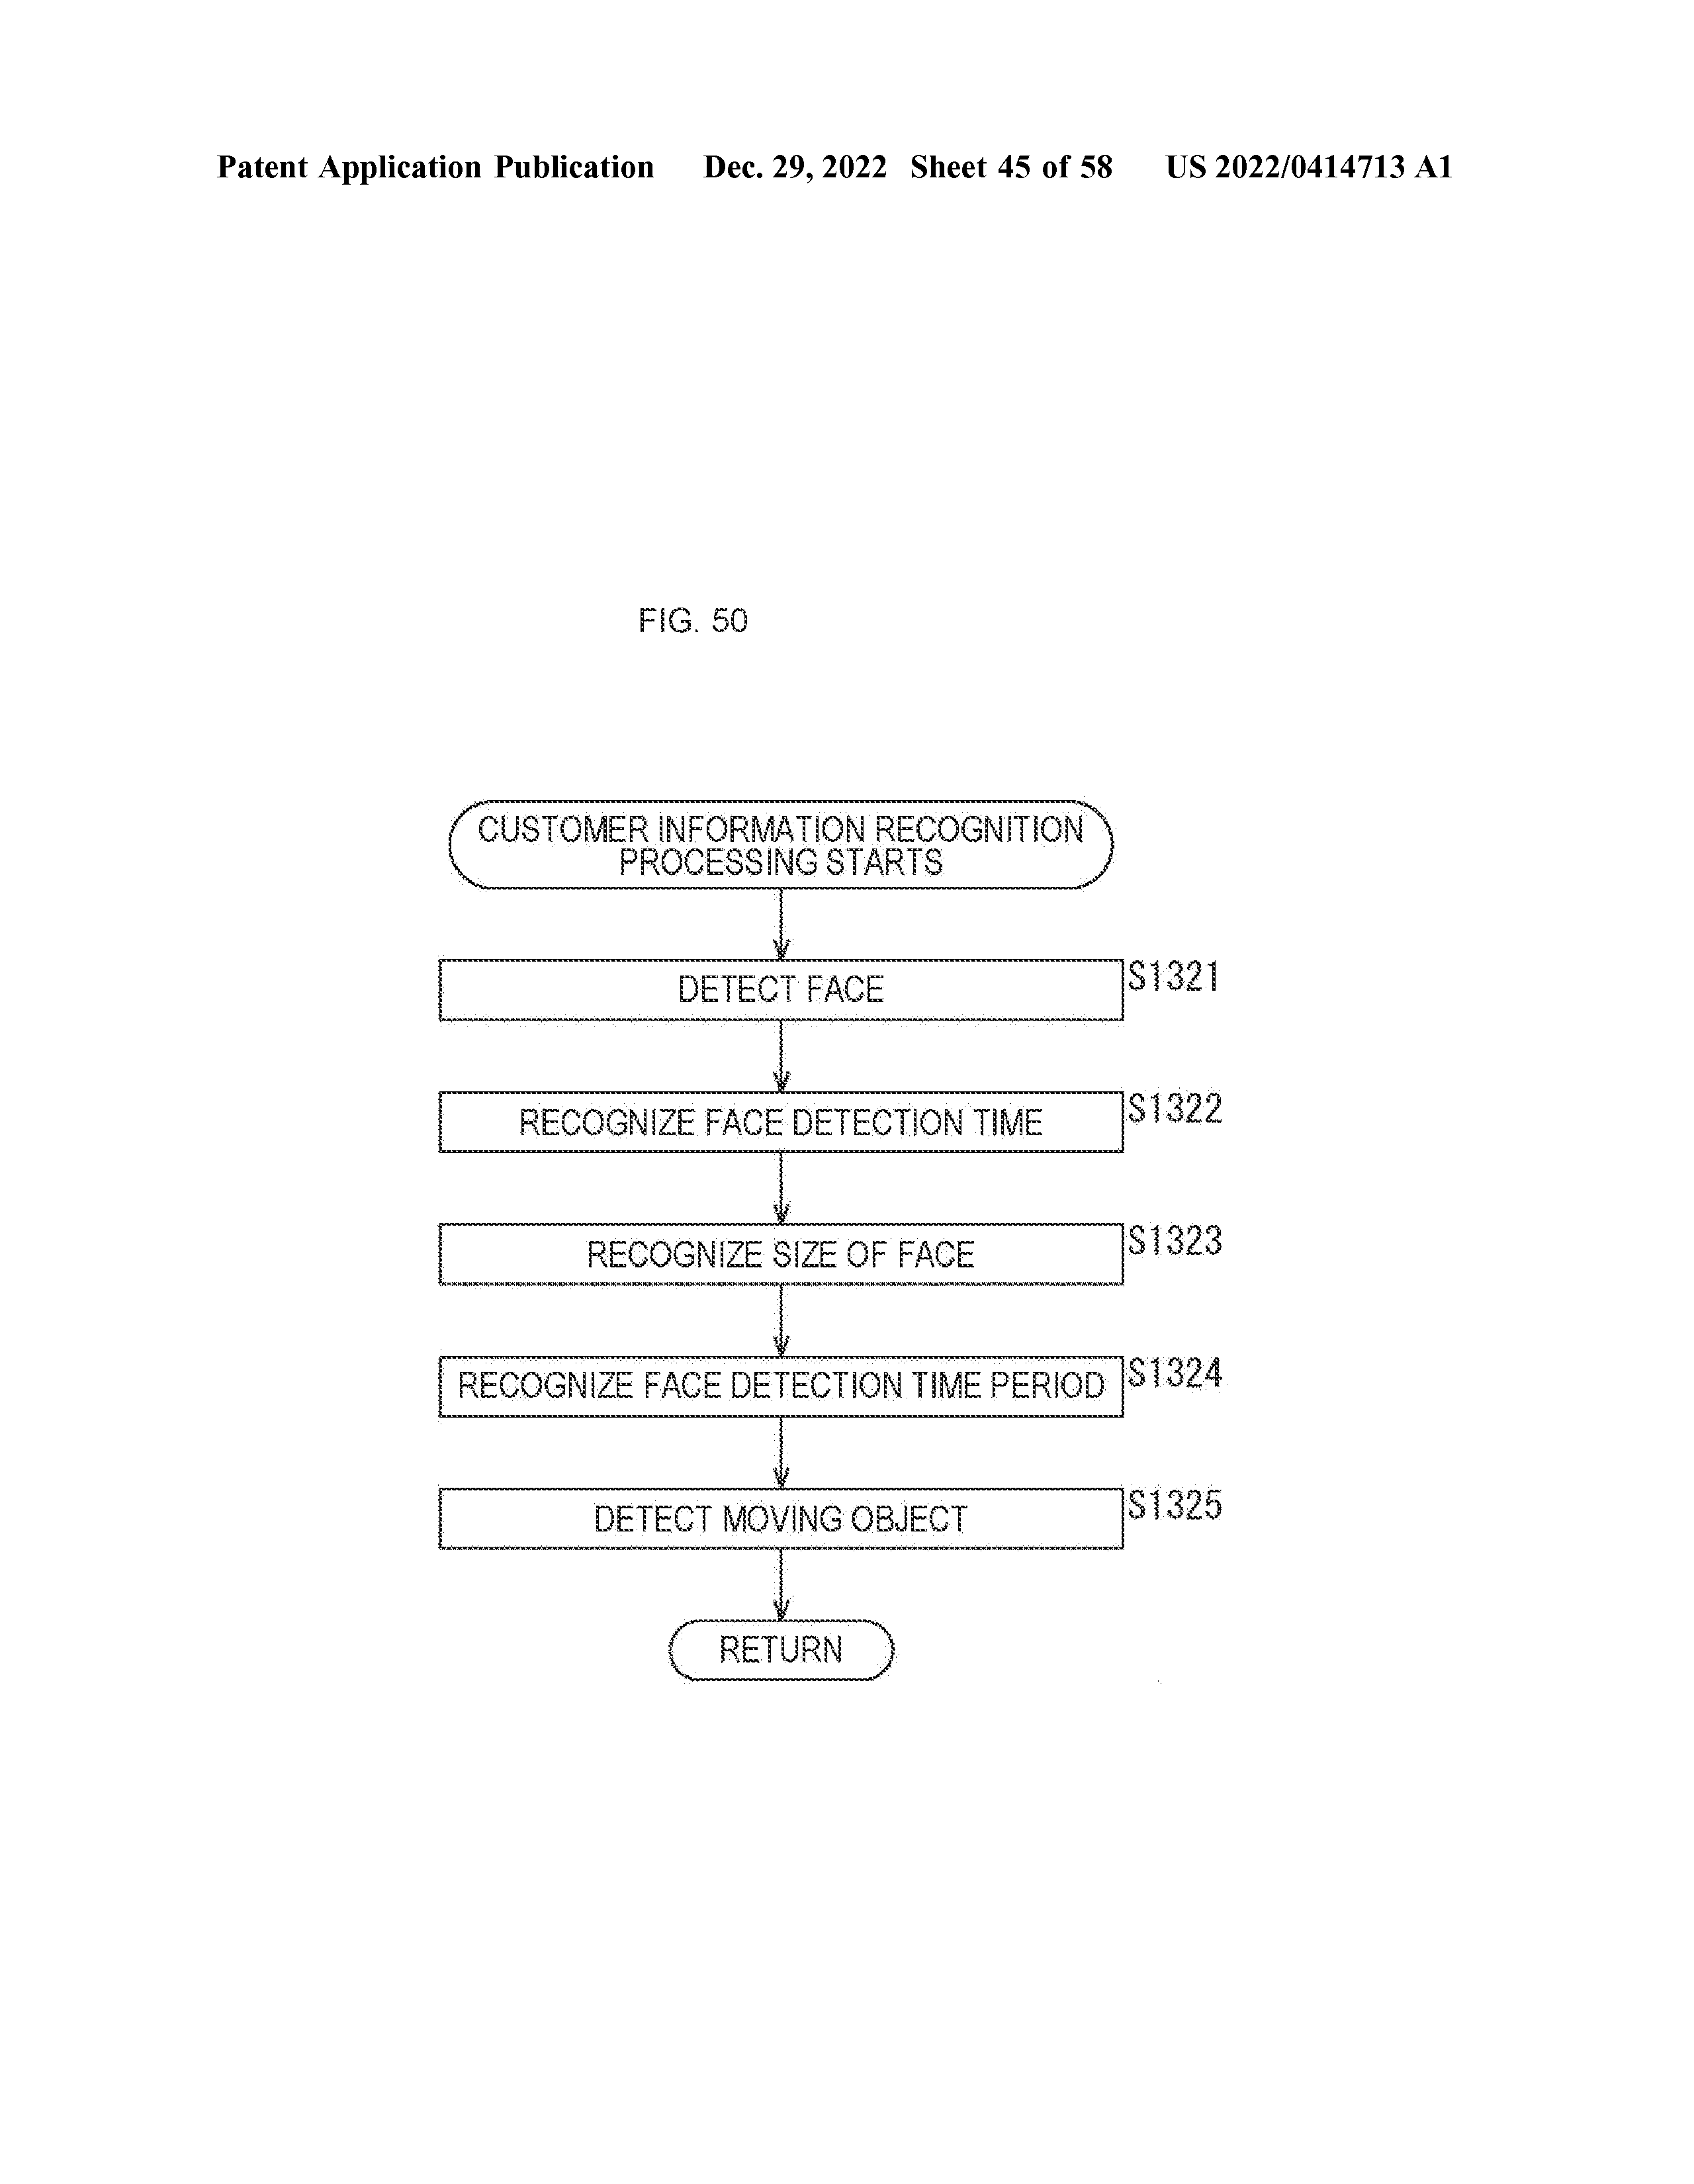 Patent Application Publication Dec. 29, 2022 Sheet 45 of 58 US 2022/0414713 A1
FIG. 50
CUSTOMER INFORMATION RECOGNITION
PROCESSING STARTS
DETECT FACE
S1321
RECOGNIZE FACE DETECTION TIME
S1322
RECOGNIZE SIZE OF FACE
S1323
RECOGNIZE FACE DETECTION TIME PERIOD
S1324
DETECT MOVING OBJECT
S1325
RETURN